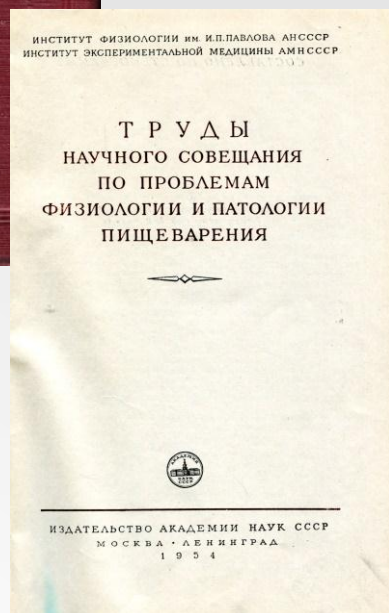 ИНСТИТУТ ФИЗИОЛОГИИ им. И.П.ПАВЛОВА АНСССР
ИНСТИТУТ ЭКСПЕРИМЕНТАЛЬНОЙ МЕДИЦИНЫ АМНСССР
ТРУДЫ
НАУЧНОГО СОВЕЩАНИЯ
ПО ПРОБЛЕМАМ
ФИЗИОЛОГИИ И ПАТОЛОГИИ
ПИЩЕВАРЕНИЯ
ИЗДАТЕЛЬСТВО АКАДЕМИИ НАУК СССР
МОСКВА · ЛЕНИНГРАД
1954